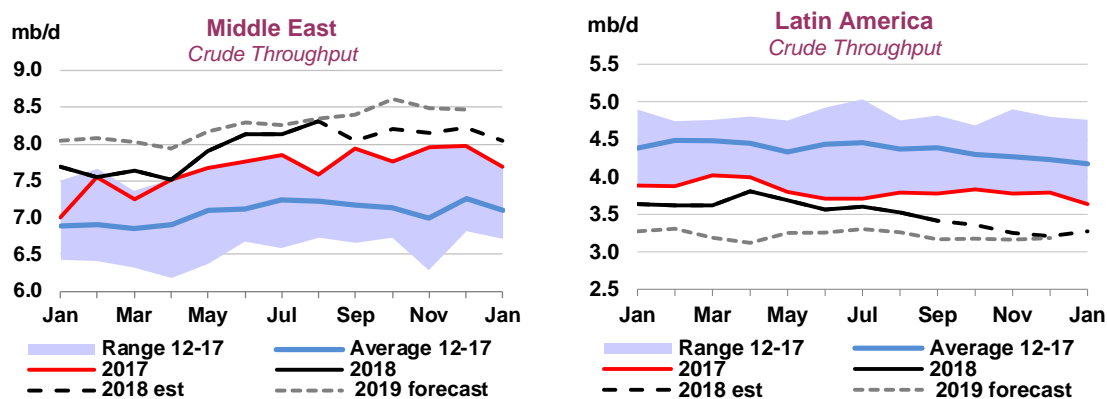 Middle East
mb/d
Crude Throughput
9.0
8.5
8.0
7.5
7.0
6.5
6.0
Jan Mar May Jul Sep Nov Jan
Range 12-17 Average 12-17
2017 2018
2018 est 2019 forecast
Latin America
mb/d
Crude Throughput
5.5
5.0
4.5
4.0
3.5
3.0
2.5
Jan Mar May Jul Sep Nov Jan
Range 12-17 Average 12-17
2017 2018
2018 est 2019 forecast